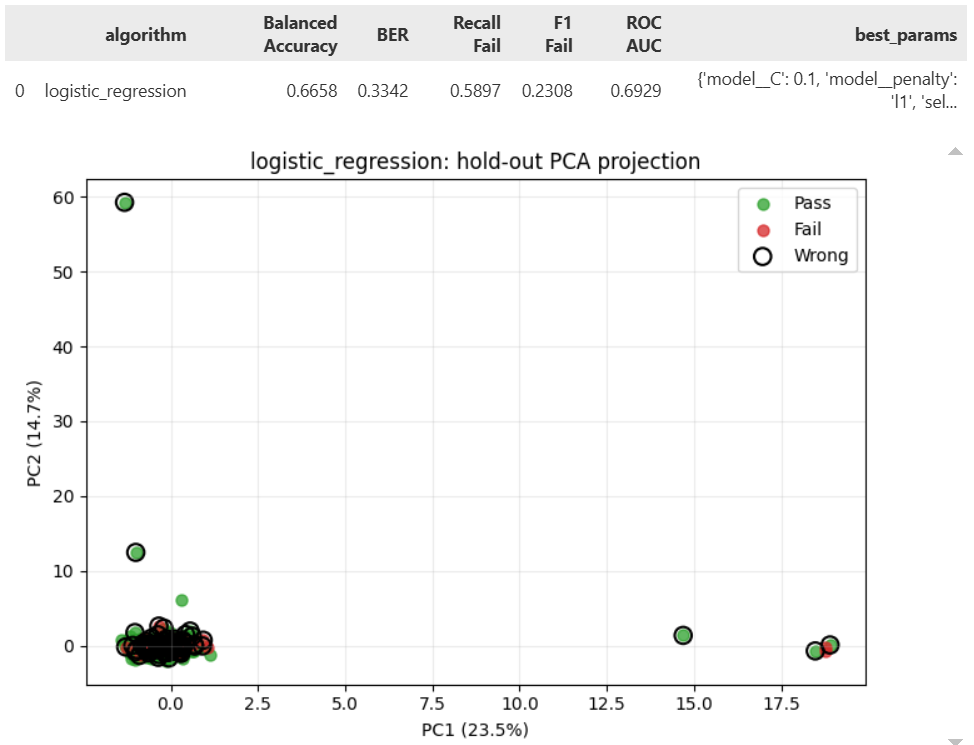 algorithm Balanced Accuracy BER Recall Fail F1 Fail ROC AUC best_params
0 logistic_regression 0.6658 0.3342 0.5897 0.2308 0.6929 {'model__C': 0.1, 'model__penalty': 'l1', 'sel...
logistic_regression: hold-out PCA projection
Pass
Fail
Wrong
60
50
40
30
20
10
0
PC2 (14.7%)
0.0 2.5 5.0 7.5 10.0 12.5 15.0 17.5
PC1 (23.5%)